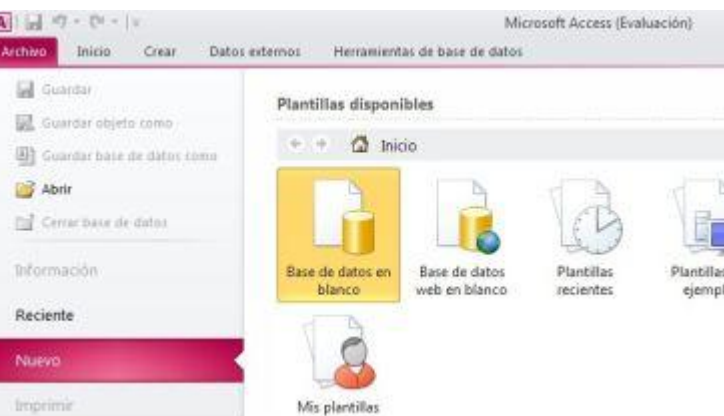 Microsoft Access (Evaluación)
Archivo Inicio Crear Datos externos Herramientas de base de datos
Guardar
Guardar objeto como
Guardar base de datos como
Abrir
Cerrar base de datos
Información
Reciente
Nuevo
Imprimir
Plantillas disponibles
Inicio
Base de datos en
blanco
Base de datos
web en blanco
Plantillas
recientes
Plantillas
ejempl
Mis plantillas